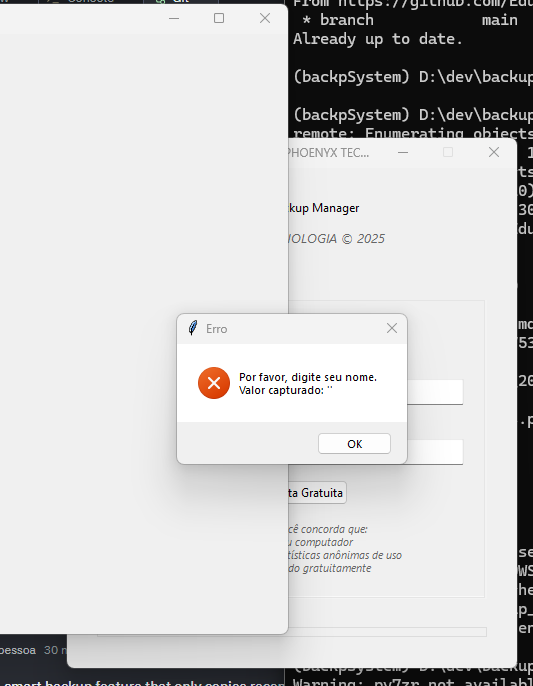 Git
From https://github.com/Edu
* branch main
Already up to date.
(backpSystem) D:\dev\backup
(backpSystem) D:\dev\backup
remote: Enumerating objects
PHOENYX TEC...
kup Manager
NOLOGIA © 2025
Erro
Por favor, digite seu nome.
Valor capturado: ''
OK
ta Gratuita
cê concorda que:
u computador
tísticas anônimas de uso
do gratuitamente
pessoa 30 m
smart backup feature that only copies recen
(backpSystem) D:\dev\backup
Warning: py7zr not availabl